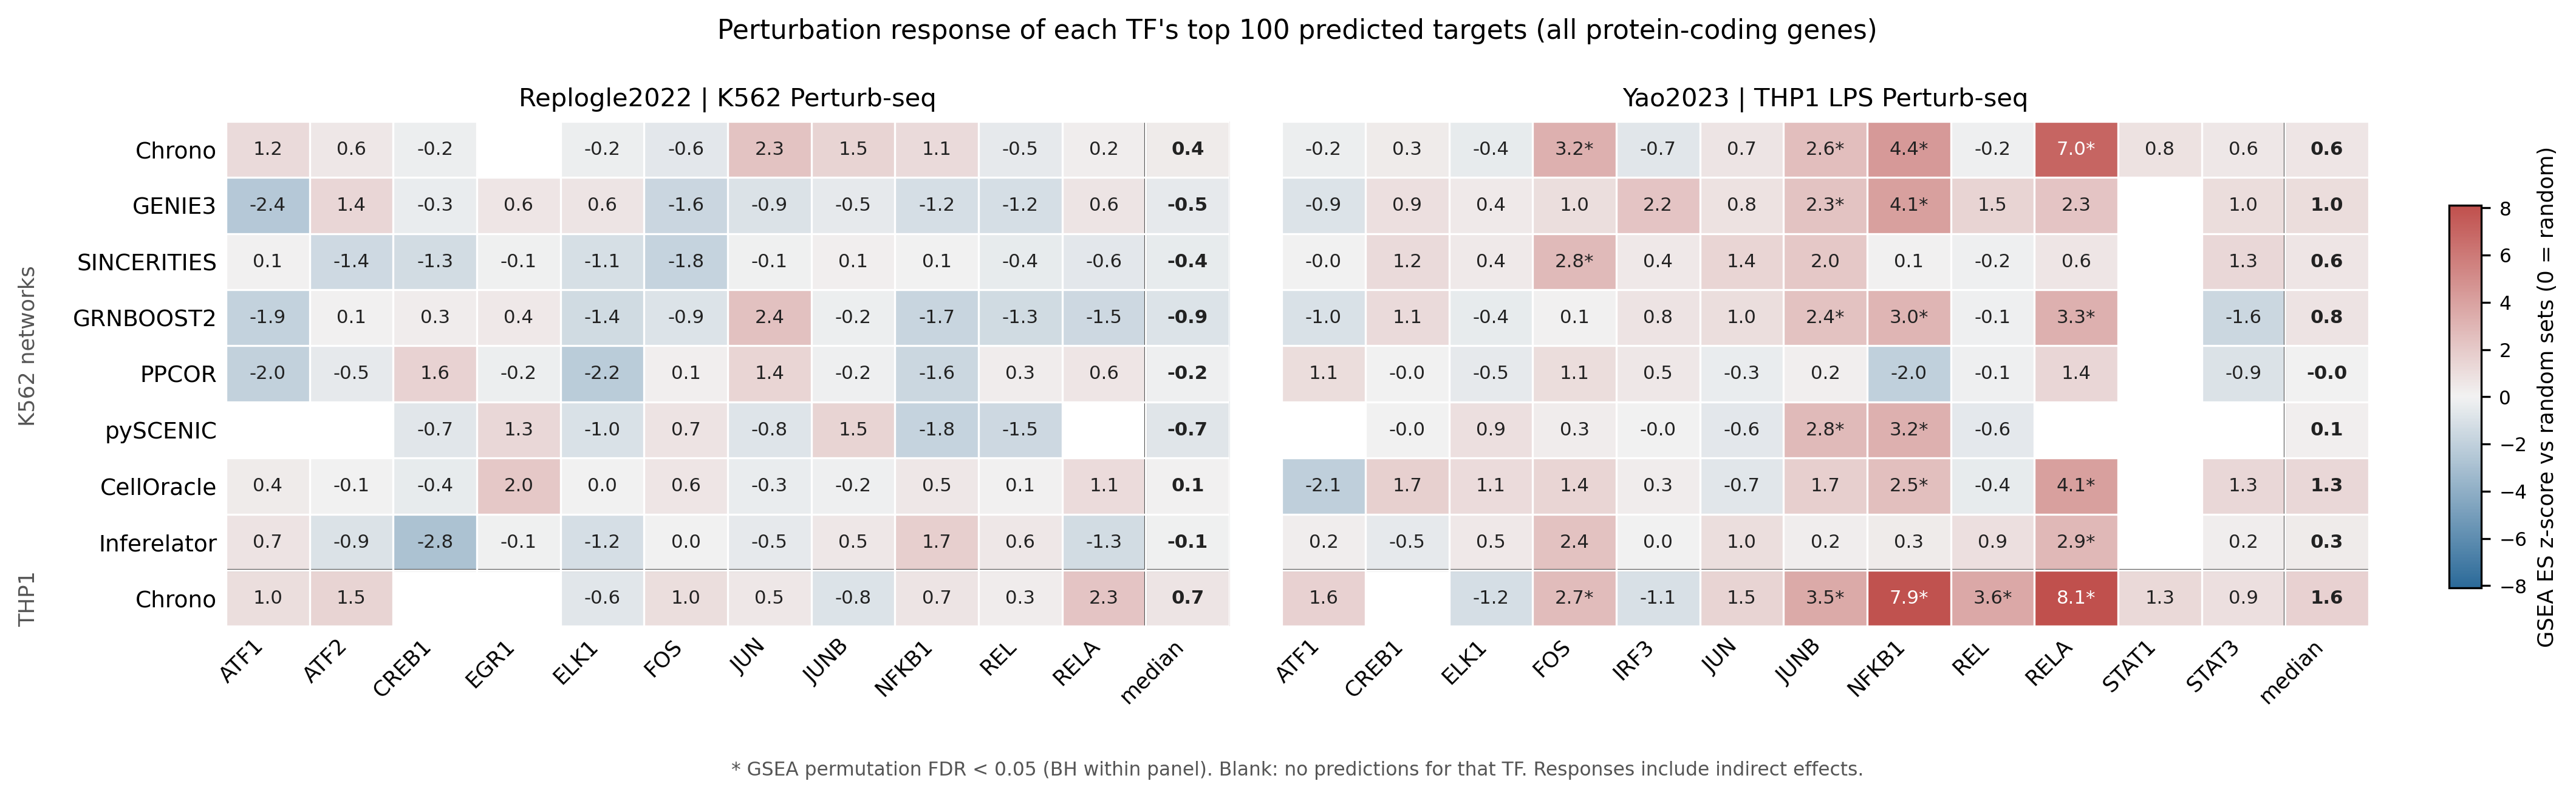 Perturbation response of each TF's top 100 predicted targets (all protein-coding genes)
Replogle2022 | K562 Perturb-seq
Yao2023 | THP1 LPS Perturb-seq
Chrono 1.2 0.6 -0.2 -0.2 -0.6 2.3 1.5 1.1 -0.5 0.2 0.4 -0.2 0.3 -0.4 3.2* -0.7 0.7 2.6* 4.4* -0.2 7.0* 0.8 0.6 0.6
GENIE3 -2.4 1.4 -0.3 0.6 0.6 -1.6 -0.9 -0.5 -1.2 -1.2 0.6 -0.5 -0.9 0.9 0.4 1.0 2.2 0.8 2.3* 4.1* 1.5 2.3 1.0 1.0
SINCERITIES 0.1 -1.4 -1.3 -0.1 -1.1 -1.8 -0.1 0.1 0.1 -0.4 -0.6 -0.4 -0.0 1.2 0.4 2.8* 0.4 1.4 2.0 0.1 -0.2 0.6 1.3 0.6
GRNBOOST2 -1.9 0.1 0.3 0.4 -1.4 -0.9 2.4 -0.2 -1.7 -1.3 -1.5 -0.9 -1.0 1.1 -0.4 0.1 0.8 1.0 2.4* 3.0* -0.1 3.3* -1.6 0.8
PPCOR -2.0 -0.5 1.6 -0.2 -2.2 0.1 1.4 -0.2 -1.6 0.3 0.6 -0.2 1.1 -0.0 -0.5 1.1 0.5 -0.3 0.2 -2.0 -0.1 1.4 -0.9 -0.0
pySCENIC -0.7 1.3 -1.0 0.7 -0.8 1.5 -1.8 -1.5 -0.7 -0.0 0.9 0.3 -0.0 -0.6 2.8* 3.2* -0.6 0.1
CellOracle 0.4 -0.1 -0.4 2.0 0.0 0.6 -0.3 -0.2 0.5 0.1 1.1 0.1 -2.1 1.7 1.1 1.4 0.3 -0.7 1.7 2.5* -0.4 4.1* 1.3 1.3
Inferelator 0.7 -0.9 -2.8 -0.1 -1.2 0.0 -0.5 0.5 1.7 0.6 -1.3 -0.1 0.2 -0.5 0.5 2.4 0.0 1.0 0.2 0.3 0.9 2.9* 0.2 0.3
Chrono 1.0 1.5 -0.6 1.0 0.5 -0.8 0.7 0.3 2.3 0.7 1.6 -1.2 2.7* -1.1 1.5 3.5* 7.9* 3.6* 8.1* 1.3 0.9 1.6
K562 networks
THP1
ATF1 ATF2 CREB1 EGR1 ELK1 FOS JUN JUNB NFKB1 REL RELA median
ATF1 CREB1 ELK1 FOS IRF3 JUN JUNB NFKB1 REL RELA STAT1 STAT3 median
8
6
4
2
0
−2
−4
−6
−8
GSEA ES z-score vs random sets (0 = random)
* GSEA permutation FDR < 0.05 (BH within panel). Blank: no predictions for that TF. Responses include indirect effects.